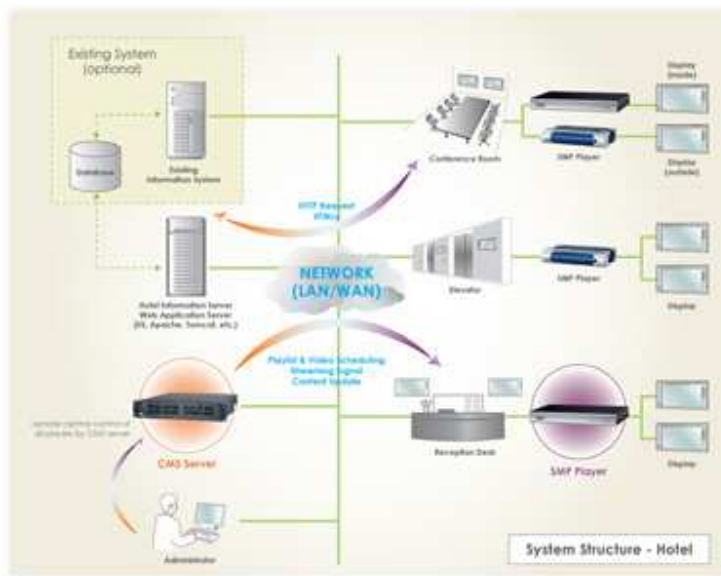 Existing System
(optional)
Database
Existing
Information System
Display
(inside)
Conference Room
SMP Player
Display
(outside)
HTTP Request
HTML
NETWORK
(LAN/WAN)
Hotel Information Server
Web Application Server
(IIS, Apache, Tomcat, etc.)
Elevator
SMP Player
Display
Playlist & Video Scheduling
Streaming Signal
Content Update
CMS Server
Reception Desk
SMP Player
Display
Administrator
System Structure - Hotel